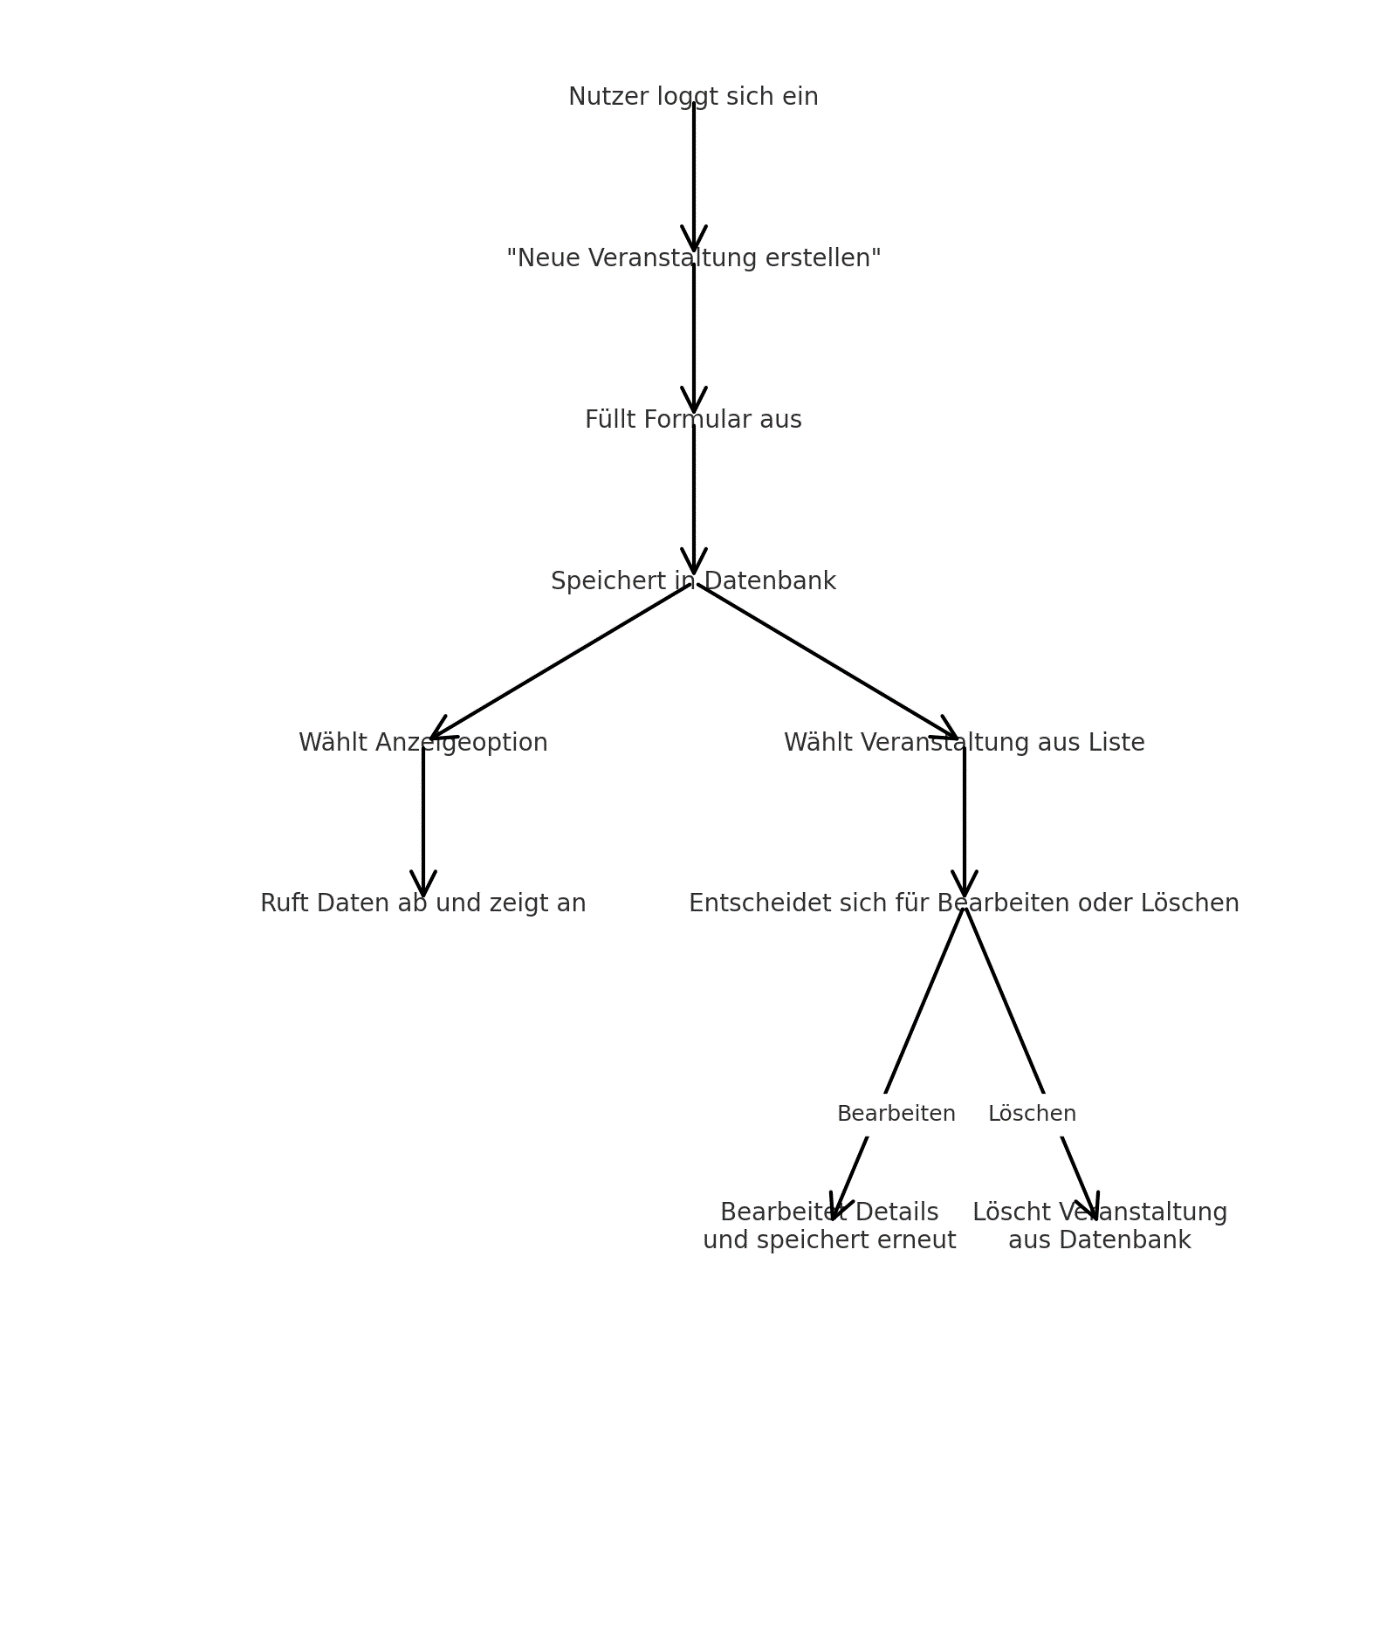 Nutzer loggt sich ein
"Neue Veranstaltung erstellen"
Füllt Formular aus
Speichert in Datenbank
Wählt Anzeigeoption
Wählt Veranstaltung aus Liste
Ruft Daten ab und zeigt an
Entscheidet sich für Bearbeiten oder Löschen
Bearbeiten
Löschen
Bearbeitet Details
und speichert erneut
Löscht Veranstaltung
aus Datenbank